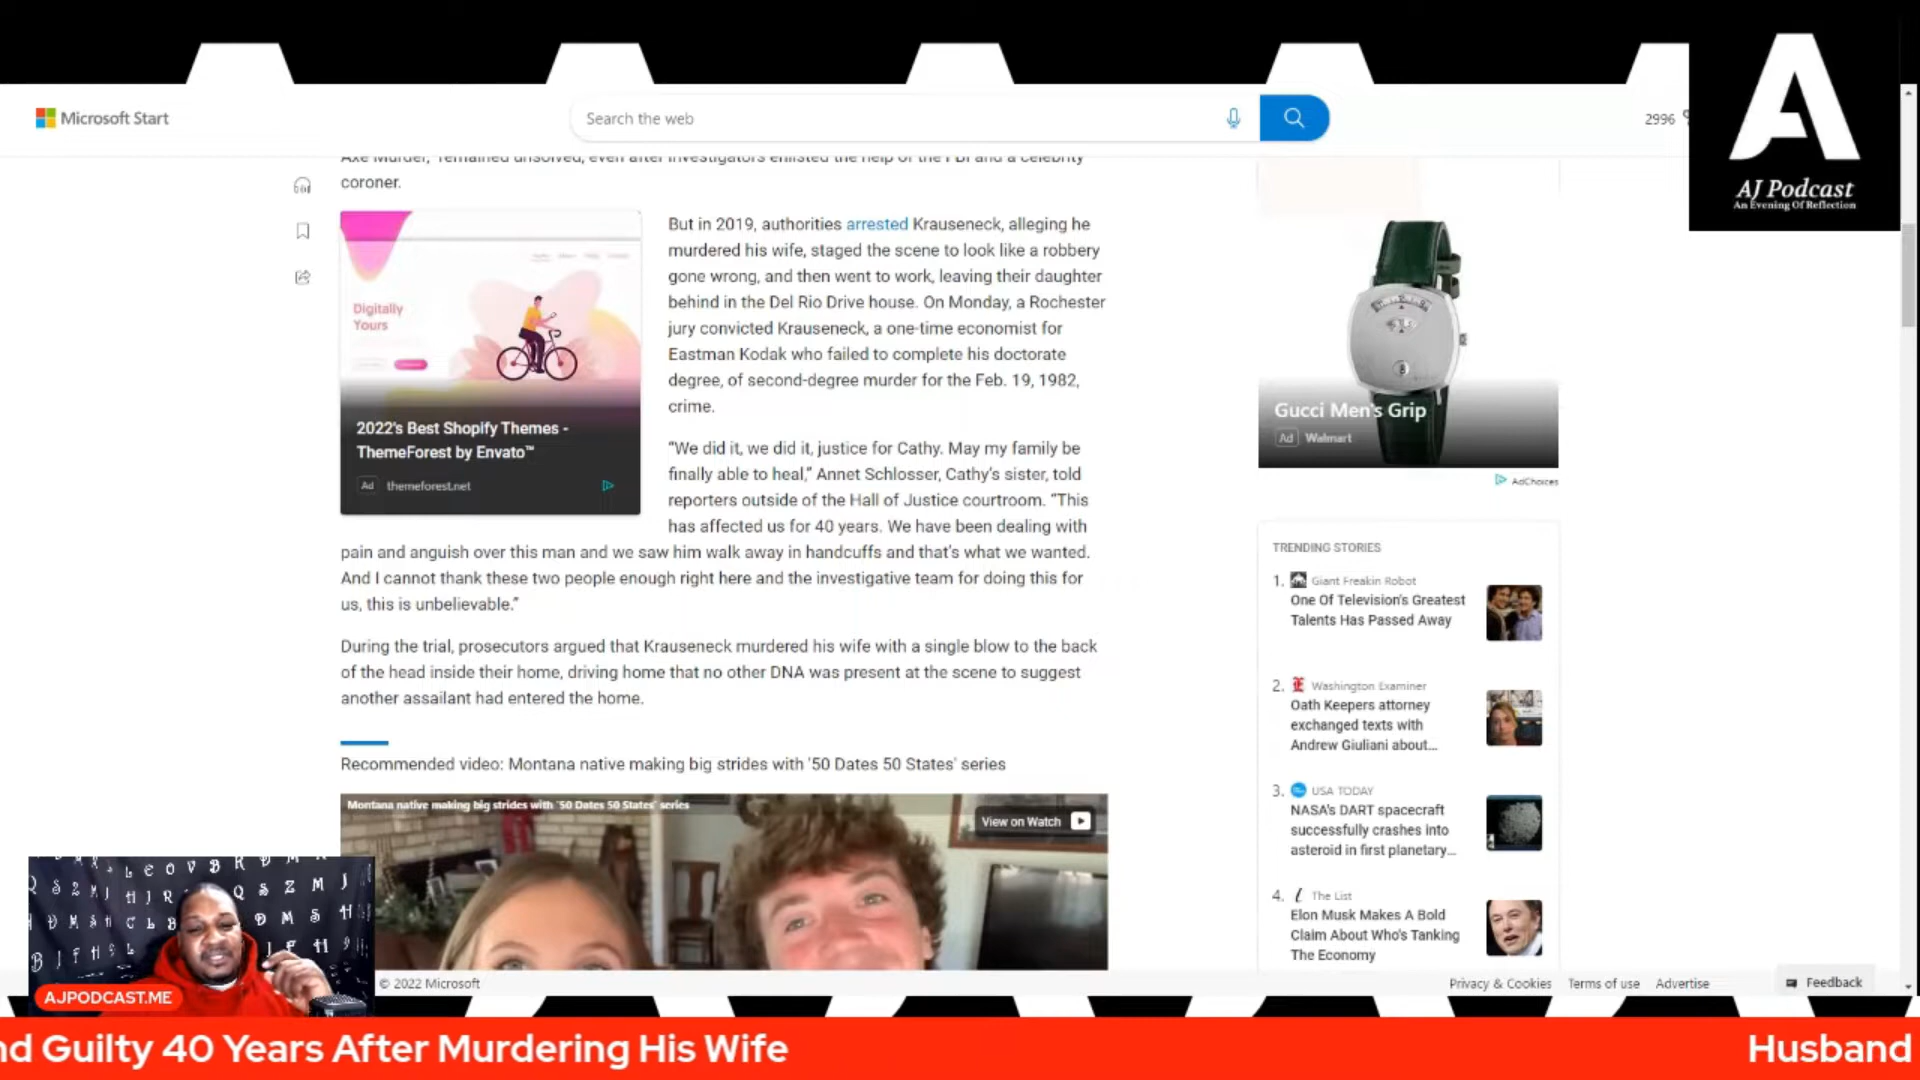 Microsoft Start
Search the web
2996
A
AJ Podcast
An Evening Of Reflection
Axe Murder, remained unsolved, even after investigators enlisted the help of the FBI and a celebrity
coroner.
Digitally
Yours
2022's Best Shopify Themes -
ThemeForest by Envato™
Ad themeforest.net
But in 2019, authorities arrested Krauseneck, alleging he
murdered his wife, staged the scene to look like a robbery
gone wrong, and then went to work, leaving their daughter
behind in the Del Rio Drive house. On Monday, a Rochester
jury convicted Krauseneck, a one-time economist for
Eastman Kodak who failed to complete his doctorate
degree, of second-degree murder for the Feb. 19, 1982,
crime.
“We did it, we did it, justice for Cathy. May my family be
finally able to heal,” Annet Schlosser, Cathy’s sister, told
reporters outside of the Hall of Justice courtroom. “This
has affected us for 40 years. We have been dealing with
pain and anguish over this man and we saw him walk away in handcuffs and that’s what we wanted.
And I cannot thank these two people enough right here and the investigative team for doing this for
us, this is unbelievable.”
During the trial, prosecutors argued that Krauseneck murdered his wife with a single blow to the back
of the head inside their home, driving home that no other DNA was present at the scene to suggest
another assailant had entered the home.
Recommended video: Montana native making big strides with '50 Dates 50 States' series
Montana native making big strides with '50 Dates 50 States' series
View on Watch
Gucci Men's Grip
Ad Walmart
AdChoices
TRENDING STORIES
1. Giant Freakin Robot
One Of Television's Greatest
Talents Has Passed Away
2. Washington Examiner
Oath Keepers attorney
exchanged texts with
Andrew Giuliani about...
3. USA TODAY
NASA's DART spacecraft
successfully crashes into
asteroid in first planetary...
4. The List
Elon Musk Makes A Bold
Claim About Who's Tanking
The Economy
© 2022 Microsoft
Privacy & Cookies Terms of use Advertise
Feedback
AJPODCAST.ME
nd Guilty 40 Years After Murdering His Wife
Husband